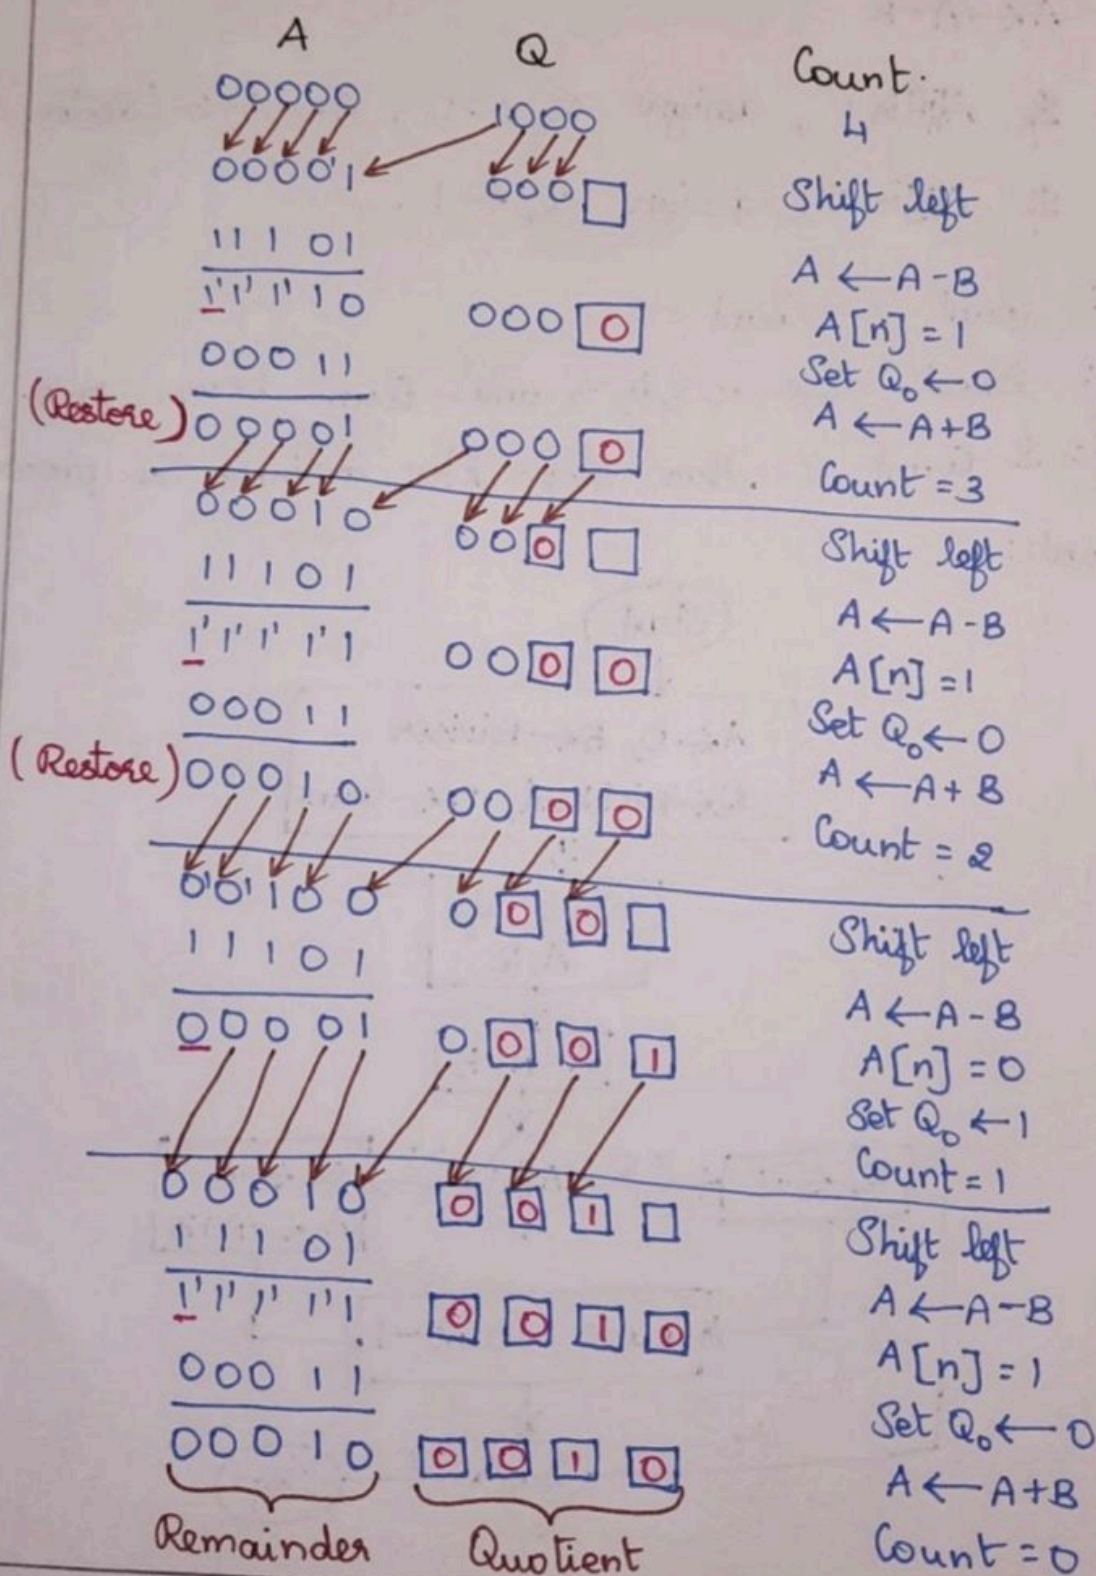 A Q Count.
00000 1000 4
00001 000 Shift left
11101 A ← A-B
11110 000 0 A[n] = 1
00011 Set Q₀ ← 0
(Restore) 00001 000 0 A ← A+B
Count = 3
00010 00 0 Shift left
11101 A ← A-B
11111 00 0 0 A[n] = 1
00011 Set Q₀ ← 0
(Restore) 00010 00 0 0 A ← A+B
Count = 2
00100 0 0 0 Shift left
11101 A ← A-B
00001 0 0 0 1 A[n] = 0
Set Q₀ ← 1
Count = 1
00010 0 0 1 Shift left
11101 A ← A-B
11111 0 0 1 0 A[n] = 1
00011 Set Q₀ ← 0
00010 0 0 1 0 A ← A+B
Remainder Quotient Count = 0